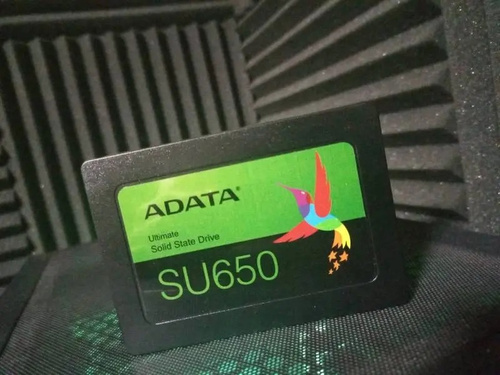 ADATA®
Ultimate
Solid State Drive
SU650